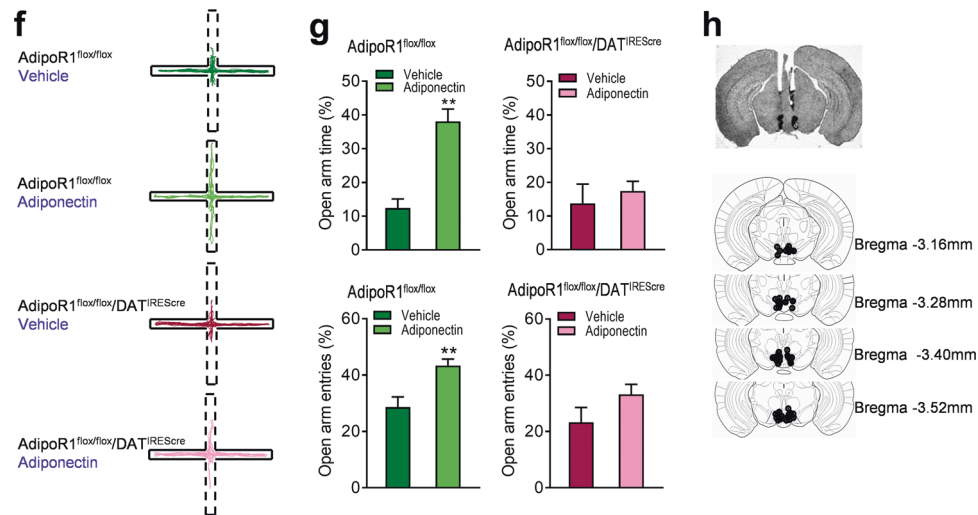 f
AdipoR1flox/flox
Vehicle
AdipoR1flox/flox
Adiponectin
AdipoR1flox/flox/DATIREScre
Vehicle
AdipoR1flox/flox/DATIREScre
Adiponectin
g
AdipoR1flox/flox
Vehicle
Adiponectin
Open arm time (%)
50
40
30
20
10
0
**
AdipoR1flox/flox/DATIREScre
Vehicle
Adiponectin
Open arm time (%)
50
40
30
20
10
0
AdipoR1flox/flox
Vehicle
Adiponectin
Open arm entries (%)
60
40
20
0
**
AdipoR1flox/flox/DATIREScre
Vehicle
Adiponectin
Open arm entries (%)
60
40
20
0
h
Bregma -3.16mm
Bregma -3.28mm
Bregma -3.40mm
Bregma -3.52mm